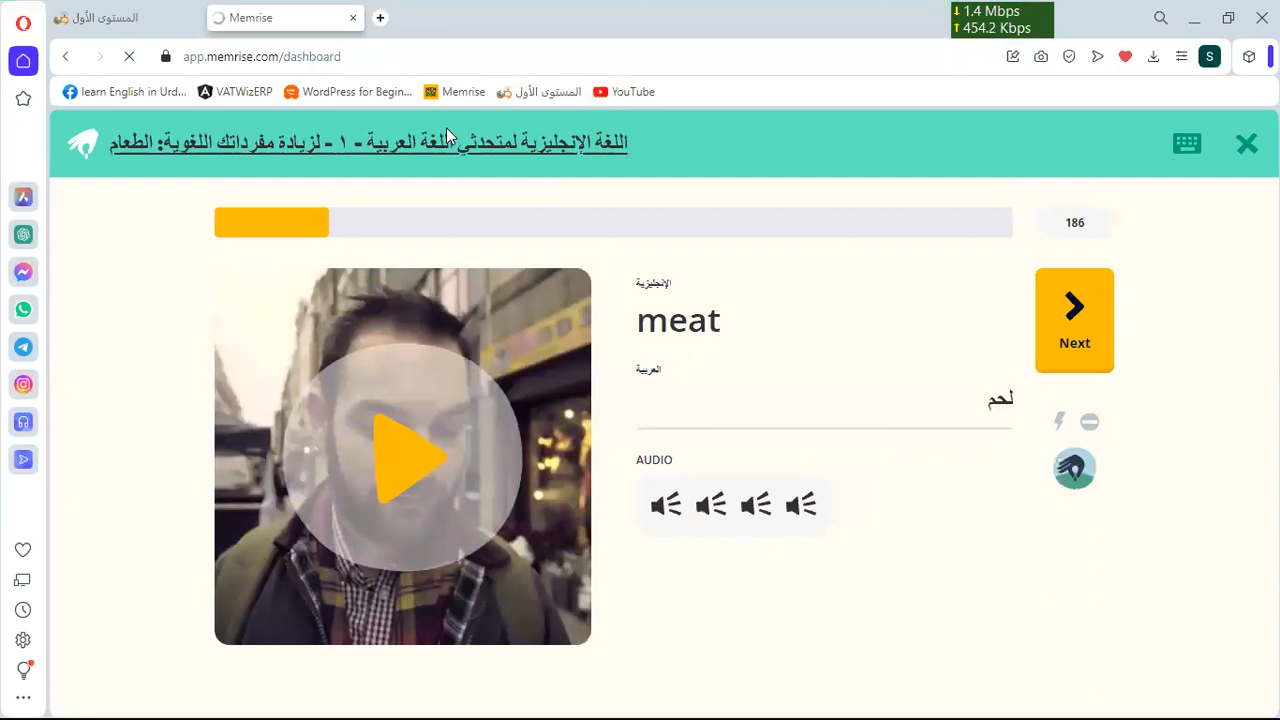 المستوى الأول
Memrise
1.4 Mbps
454.2 Kbps
app.memrise.com/dashboard
S
learn English in Urd...
VATWizERP
WordPress for Begin...
Memrise
المستوى الأول
YouTube
اللغة الإنجليزية لمتحدثي اللغة العربية - ١ - لزيادة مفرداتك اللغوية: الطعام
186
الإنجليزية
meat
العربية
لحم
AUDIO
Next